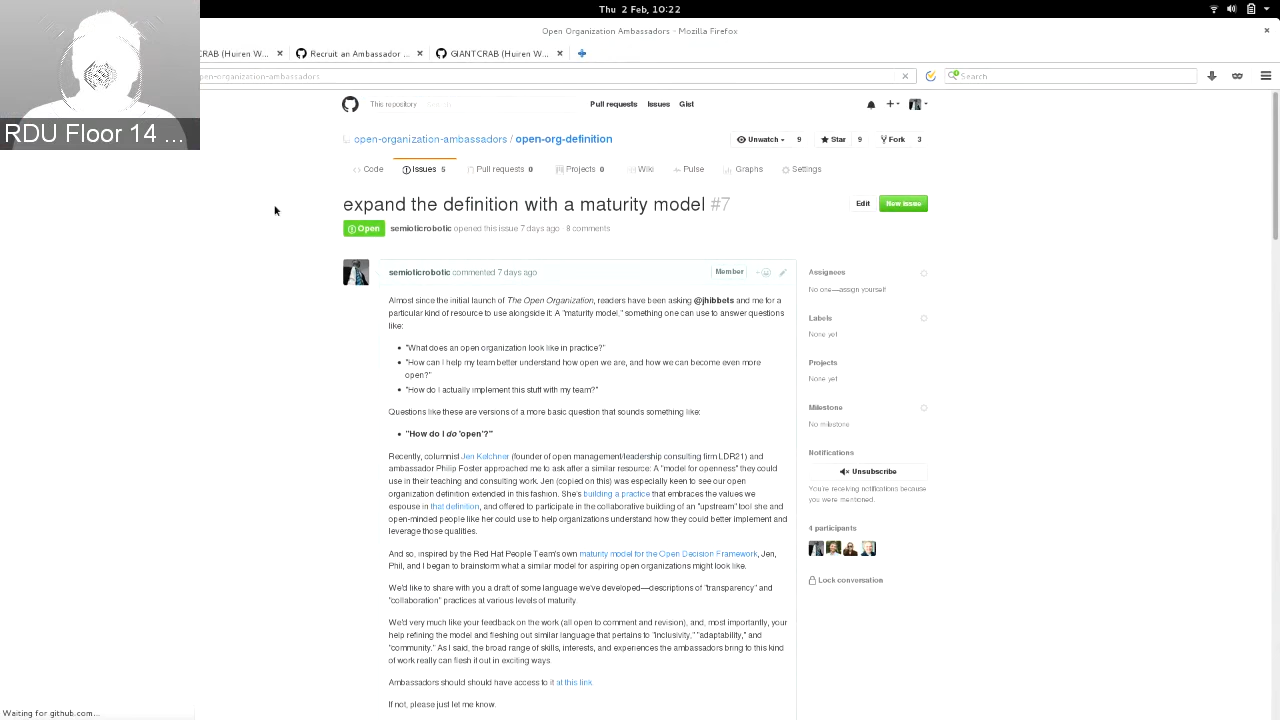 Thu 2 Feb, 10:22
Open Organization Ambassadors - Mozilla Firefox
CRAB (Huiren W... Recruit an Ambassador ... GIANTCRAB (Huiren W...
open-organization-ambassadors Search
This repository Pull requests Issues Gist
RDU Floor 14 ...
open-organization-ambassadors / open-org-definition Unwatch 9 Star 9 Fork 3
Code Issues 5 Pull requests 0 Projects 0 Wiki Pulse Graphs Settings
expand the definition with a maturity model #7 Edit New issue
Open semioticrobotic opened this issue 7 days ago · 8 comments
semioticrobotic commented 7 days ago Member
Almost since the initial launch of The Open Organization, readers have been asking @jhibbets and me for a
particular kind of resource to use alongside it: A "maturity model," something one can use to answer questions
like:
• "What does an open organization look like in practice?"
• "How can I help my team better understand how open we are, and how we can become even more
open?"
• "How do I actually implement this stuff with my team?"
Questions like these are versions of a more basic question that sounds something like:
• "How do I do 'open'?"
Recently, columnist Jen Kelchner (founder of open management/leadership consulting firm LDR21) and
ambassador Philip Foster approached me to ask after a similar resource: A "model for openness" they could
use in their teaching and consulting work. Jen (copied on this) was especially keen to see our open
organization definition extended in this fashion. She's building a practice that embraces the values we
espouse in that definition, and offered to participate in the collaborative building of an "upstream" tool she and
open-minded people like her could use to help organizations understand how they could better implement and
leverage those qualities.
And so, inspired by the Red Hat People Team's own maturity model for the Open Decision Framework, Jen,
Phil, and I began to brainstorm what a similar model for aspiring open organizations might look like.
We'd like to share with you a draft of some language we've developed—descriptions of "transparency" and
"collaboration" practices at various levels of maturity.
We'd very much like your feedback on the work (all open to comment and revision), and, most importantly, your
help refining the model and fleshing out similar language that pertains to "inclusivity," "adaptability," and
"community." As I said, the broad range of skills, interests, and experiences the ambassadors bring to this kind
of work really can flesh it out in exciting ways.
Ambassadors should should have access to it at this link.
If not, please just let me know.
Assignees
No one—assign yourself
Labels
None yet
Projects
None yet
Milestone
No milestone
Notifications
Unsubscribe
You're receiving notifications because
you were mentioned.
4 participants
Lock conversation
Waiting for github.com...